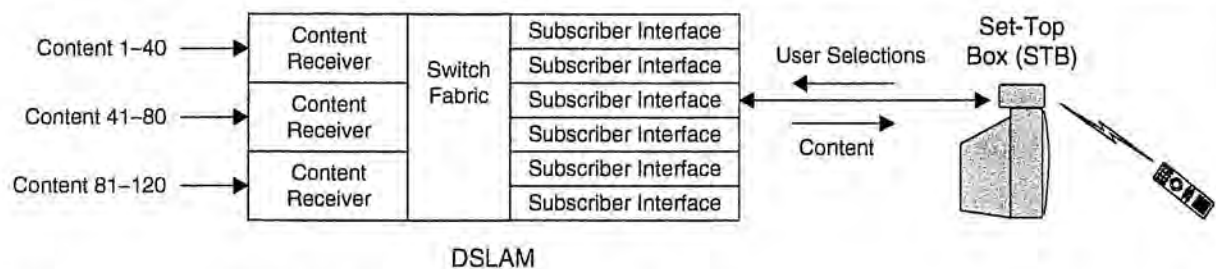 Content 1–40
Content 41–80
Content 81–120
Content
Receiver
Content
Receiver
Content
Receiver
Switch
Fabric
Subscriber Interface
Subscriber Interface
Subscriber Interface
Subscriber Interface
Subscriber Interface
Subscriber Interface
User Selections
Content
Set-Top
Box (STB)
DSLAM